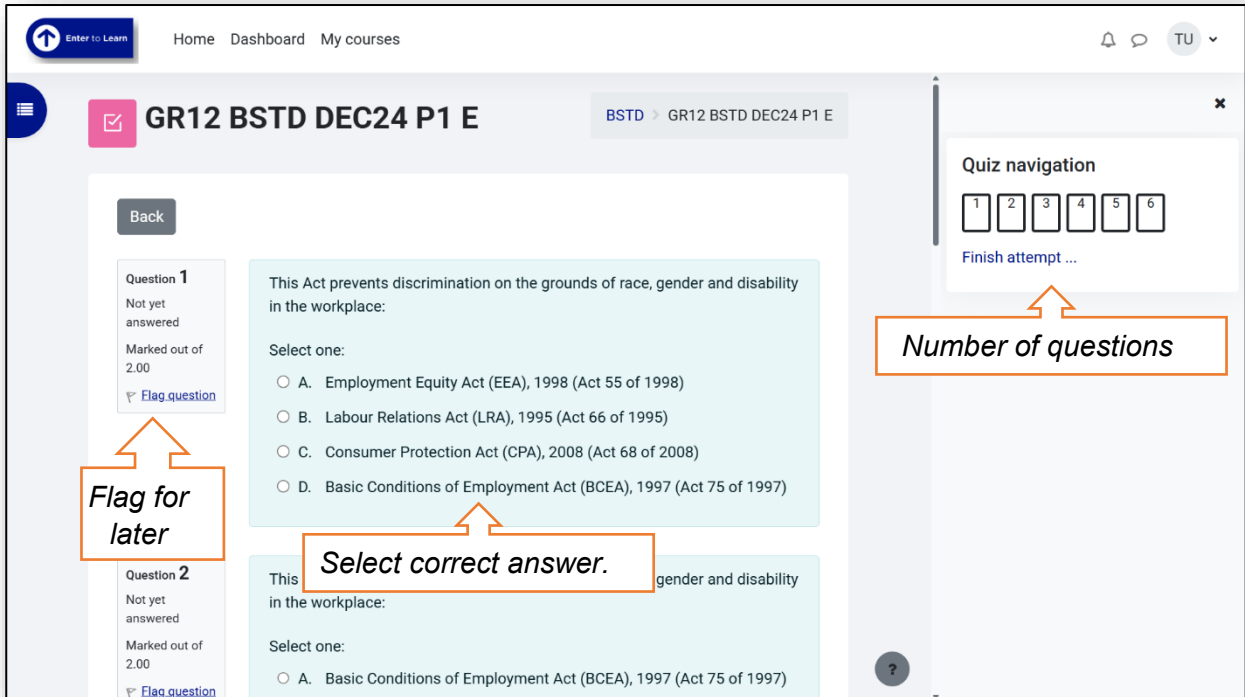 Enter to Learn
Home Dashboard My courses
TU
GR12 BSTD DEC24 P1 E
BSTD > GR12 BSTD DEC24 P1 E
Quiz navigation
1 2 3 4 5 6
Finish attempt ...
Number of questions
Back
Question 1
Not yet
answered
Marked out of
2.00
Flag question
Flag for
later
This Act prevents discrimination on the grounds of race, gender and disability
in the workplace:
Select one:
A. Employment Equity Act (EEA), 1998 (Act 55 of 1998)
B. Labour Relations Act (LRA), 1995 (Act 66 of 1995)
C. Consumer Protection Act (CPA), 2008 (Act 68 of 2008)
D. Basic Conditions of Employment Act (BCEA), 1997 (Act 75 of 1997)
Select correct answer.
Question 2
Not yet
answered
Marked out of
2.00
Flag question
This gender and disability
in the workplace:
Select one:
A. Basic Conditions of Employment Act (BCEA), 1997 (Act 75 of 1997)
?